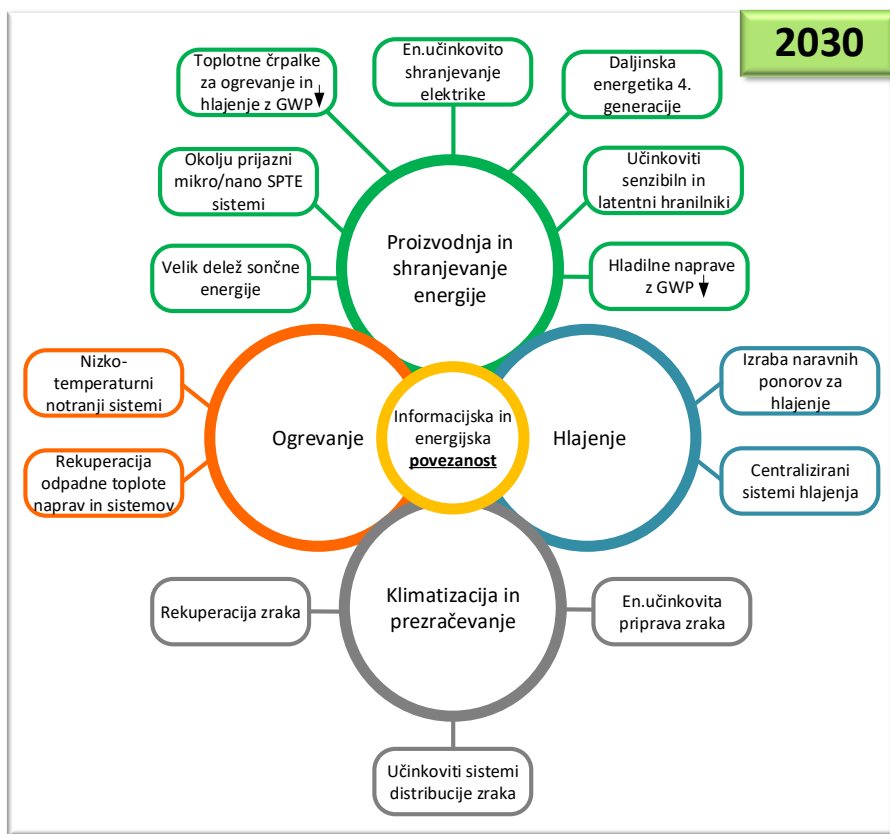 2030
Toplotne črpalke
za ogrevanje in
hlajenje z GWP
En.učinkovito
shranjevanje
elektrike
Daljinska
energetika 4.
generacije
Okolju prijazni
mikro/nano SPTE
sistemi
Učinkoviti
senzibiln in
latentni hranilniki
Velik delež sončne
energije
Proizvodnja in
shranjevanje
energije
Hladilne naprave
z GWP
Nizko-
temperaturni
notranji sistemi
Rekuperacija
odpadne toplote
naprav in sistemov
Ogrevanje
Informacijska in
energijska
povezanost
Hlajenje
Izraba naravnih
ponorov za
hlajenje
Centralizirani
sistemi hlajenja
Rekuperacija zraka
Klimatizacija in
prezračevanje
En.učinkovita
priprava zraka
Učinkoviti sistemi
distribucije zraka